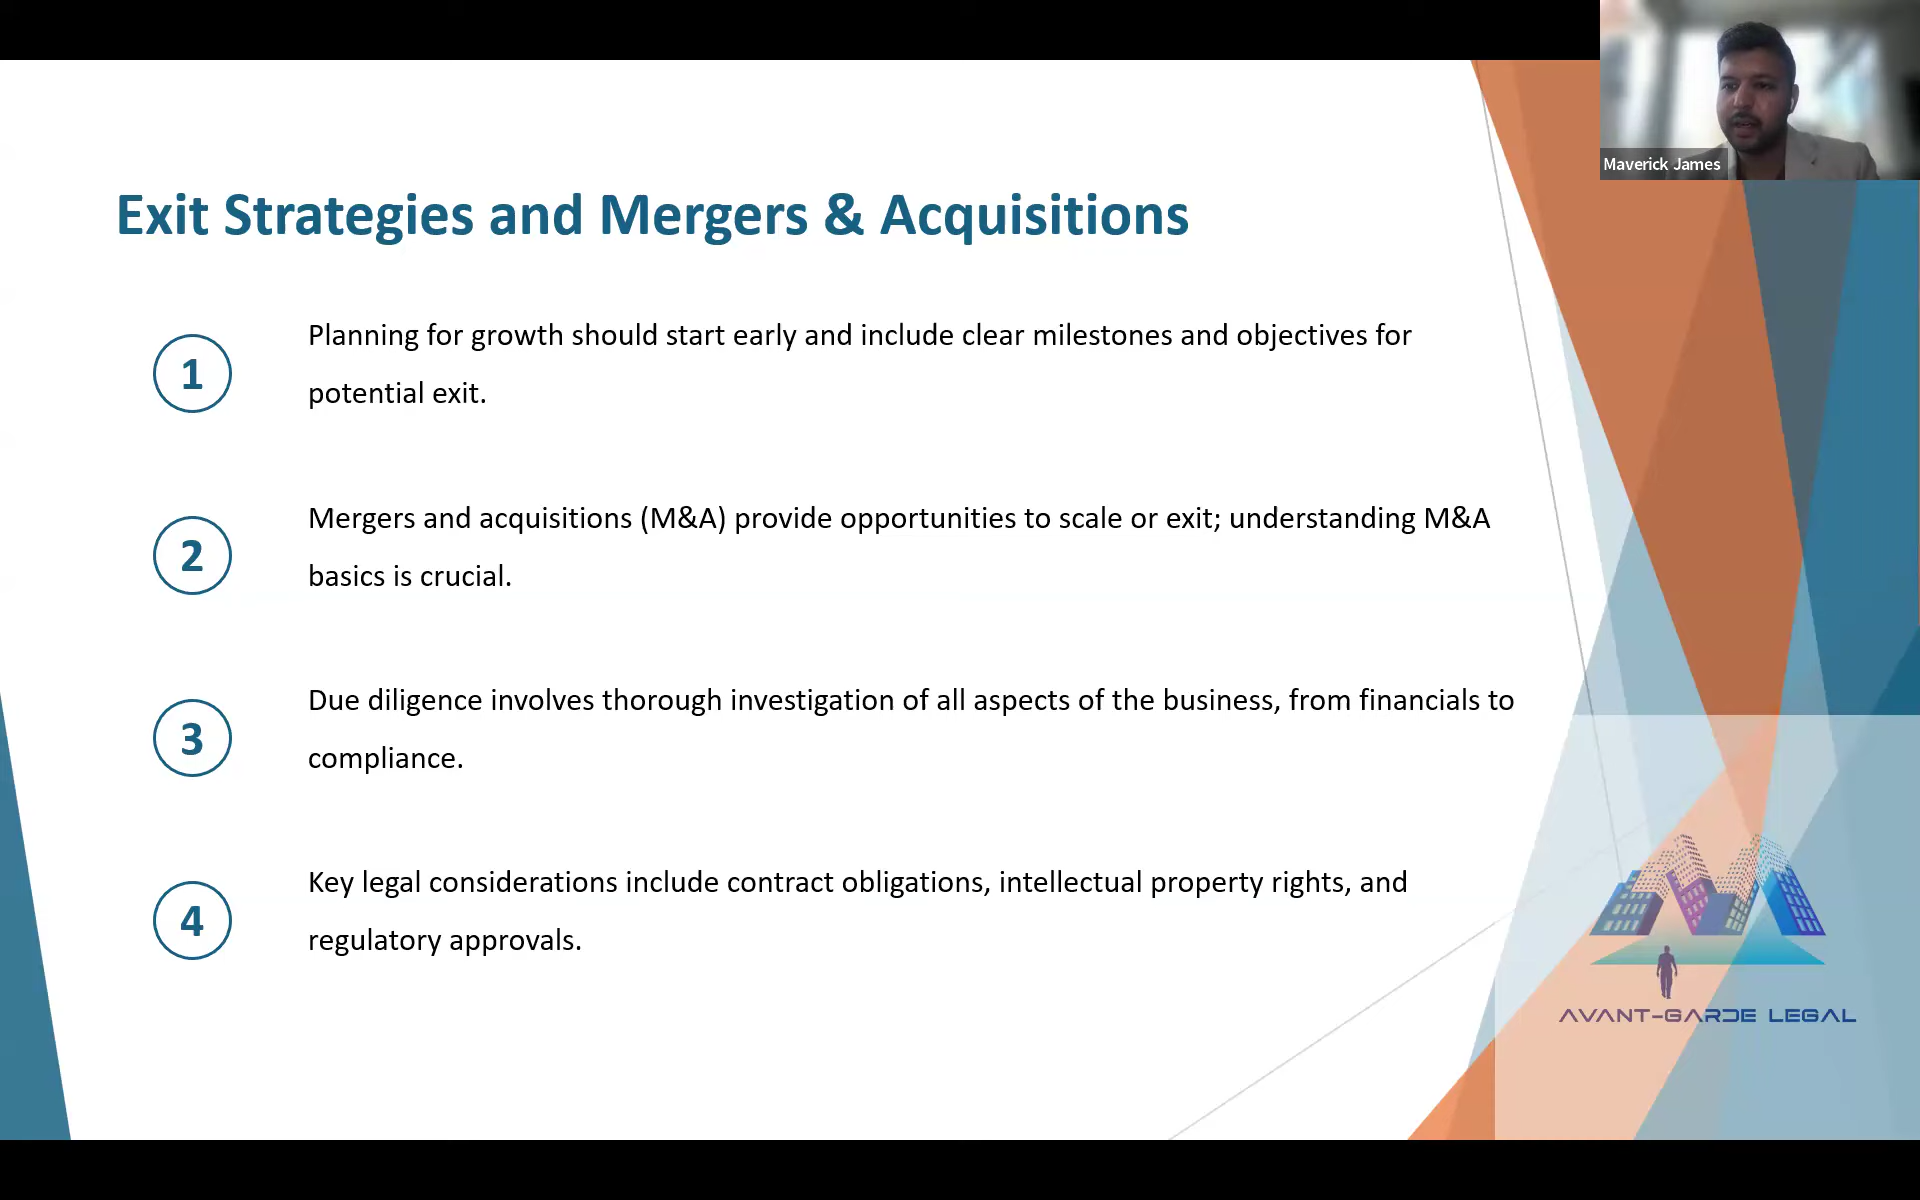 Maverick James
Exit Strategies and Mergers & Acquisitions
1
Planning for growth should start early and include clear milestones and objectives for
potential exit.
2
Mergers and acquisitions (M&A) provide opportunities to scale or exit; understanding M&A
basics is crucial.
3
Due diligence involves thorough investigation of all aspects of the business, from financials to
compliance.
4
Key legal considerations include contract obligations, intellectual property rights, and
regulatory approvals.
AVANT-GARDE LEGAL